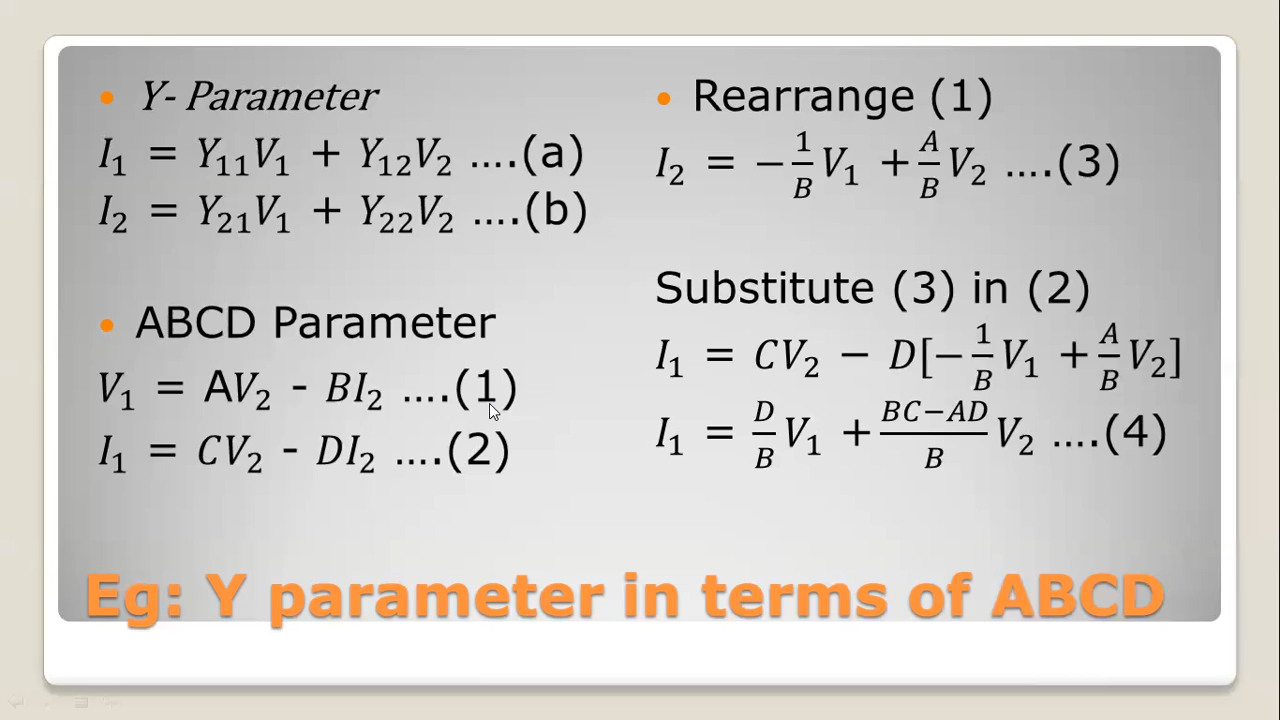 • Y- Parameter
I₁ = Y₁₁V₁ + Y₁₂V₂ ....(a)
I₂ = Y₂₁V₁ + Y₂₂V₂ ....(b)
• ABCD Parameter
V₁ = AV₂ - BI₂ ....(1)
I₁ = CV₂ - DI₂ ....(2)
• Rearrange (1)
I₂ = −1/B V₁ + A/B V₂ ....(3)
Substitute (3) in (2)
I₁ = CV₂ − D[−1/B V₁ + A/B V₂]
I₁ = D/B V₁ + (BC−AD)/B V₂ ....(4)
Eg: Y parameter in terms of ABCD